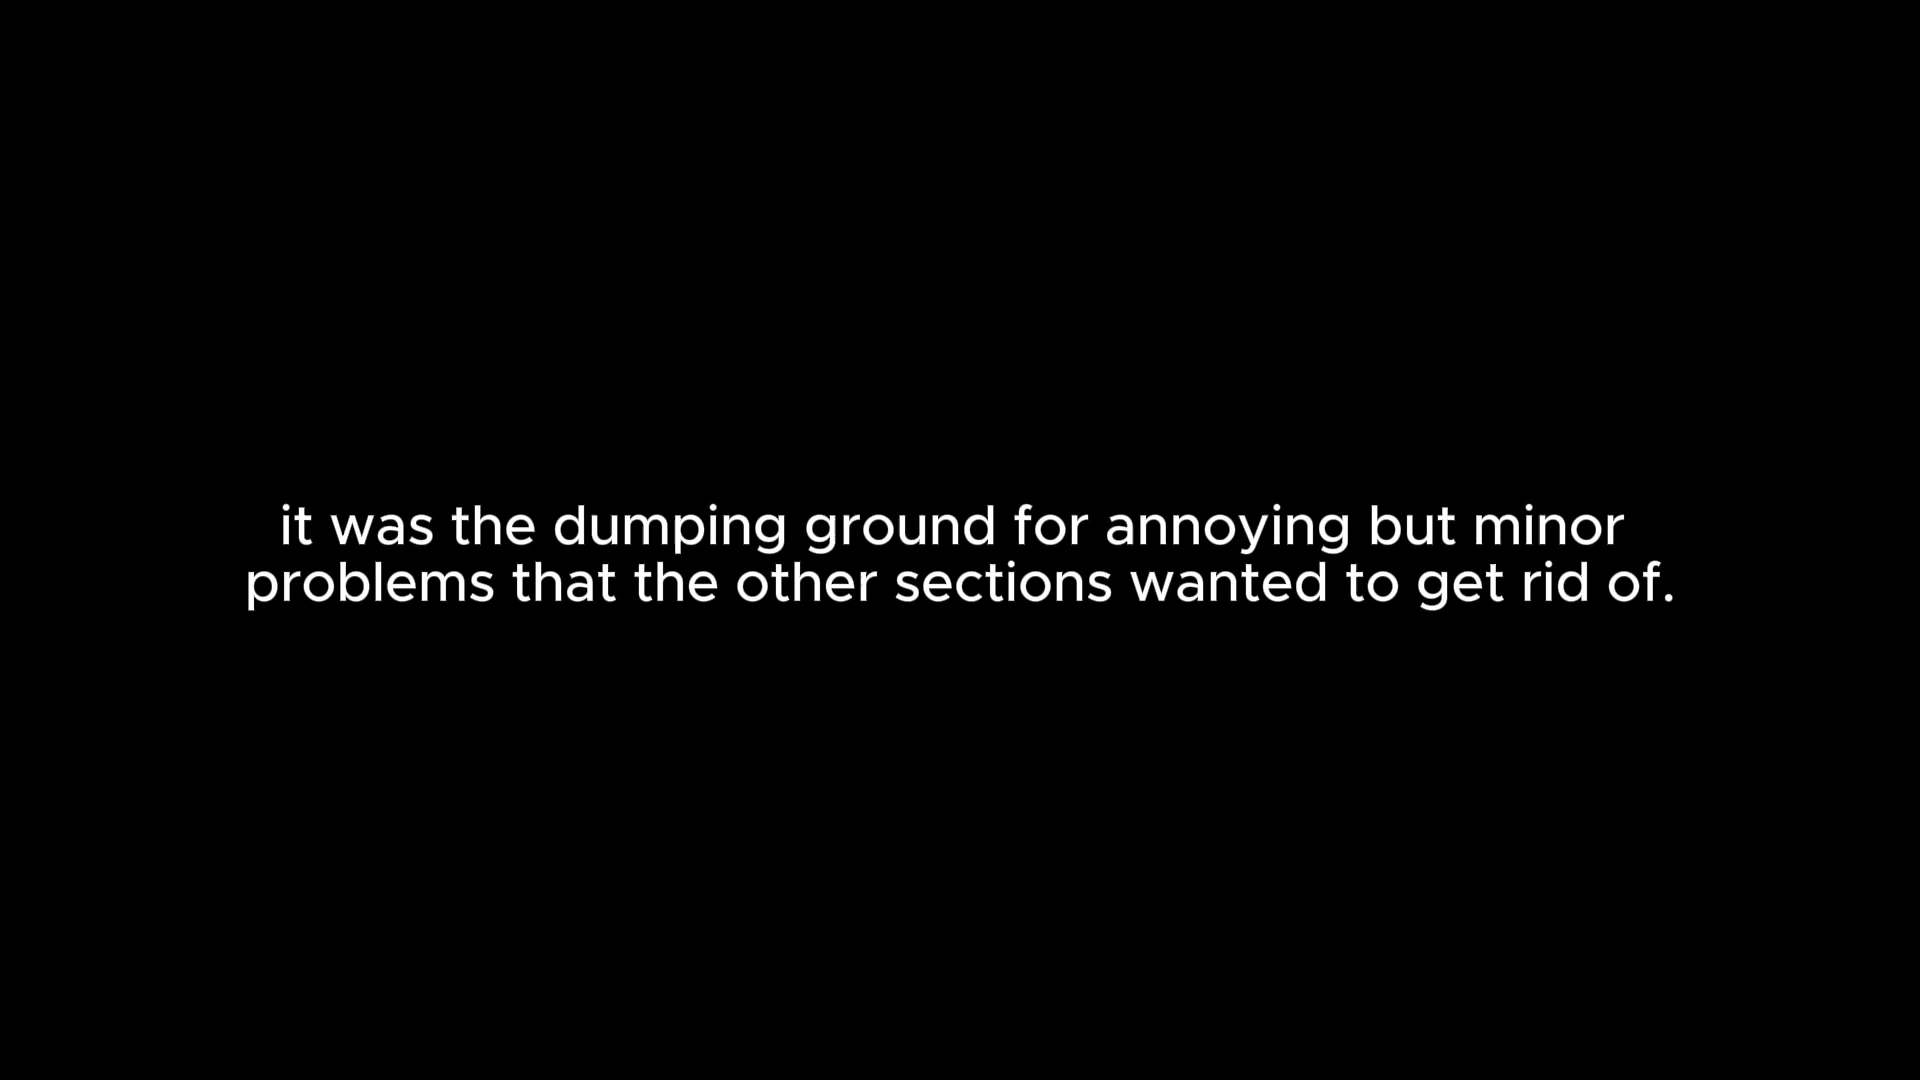 it was the dumping ground for annoying but minor
problems that the other sections wanted to get rid of.